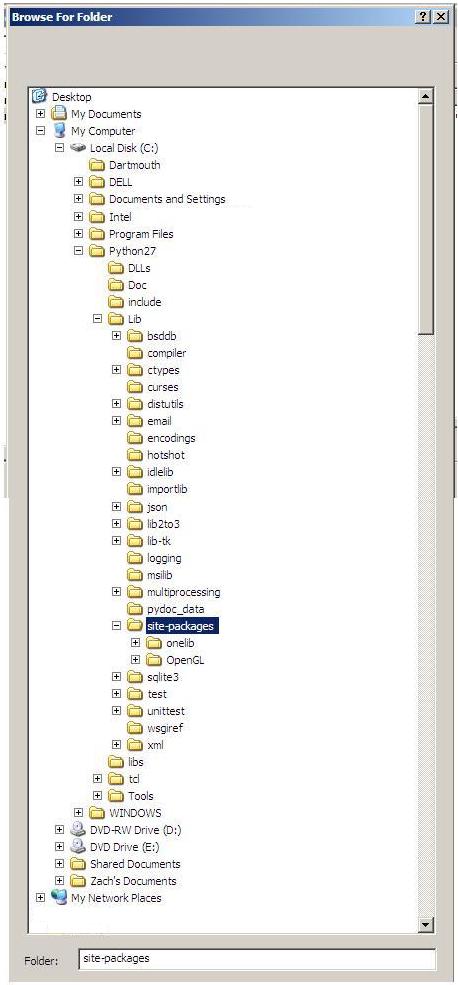 Browse For Folder
Desktop
My Documents
My Computer
Local Disk (C:)
Dartmouth
DELL
Documents and Settings
Intel
Program Files
Python27
DLLs
Doc
include
Lib
bsddb
compiler
ctypes
curses
distutils
email
encodings
hotshot
idlelib
importlib
json
lib2to3
lib-tk
logging
msilib
multiprocessing
pydoc_data
site-packages
onelib
OpenGL
sqlite3
test
unittest
wsgiref
xml
libs
tcl
Tools
WINDOWS
DVD-RW Drive (D:)
DVD Drive (E:)
Shared Documents
Zach's Documents
My Network Places
Folder: site-packages